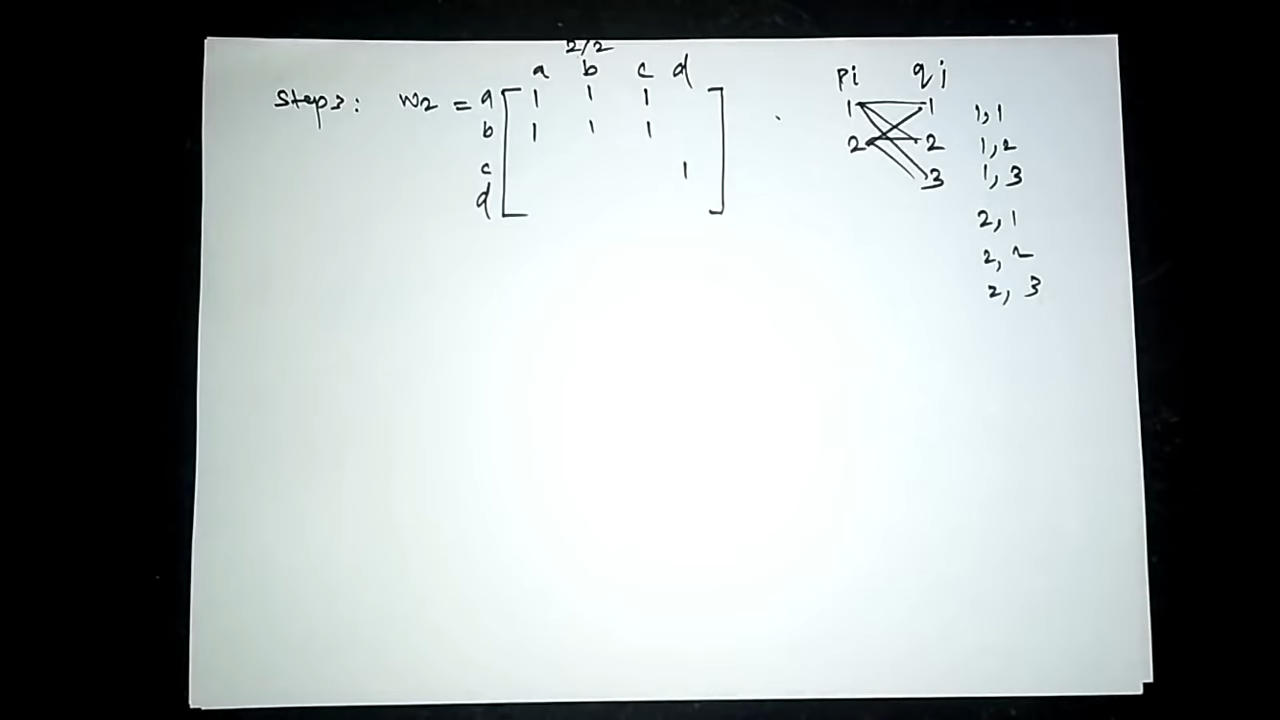 2/2
a b c d
Step3: W2 = a [ 1 1 1 ]
b 1 1 1
c 1
d
pi qj
1 1 1,1
2 2 1,2
3 1,3
2,1
2,2
2,3